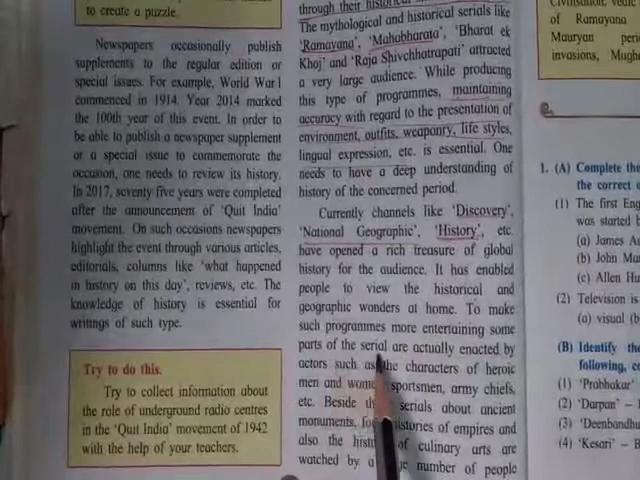 to create a puzzle.
Newspapers occasionally publish
supplements to the regular edition or
special issues. For example, World War I
commenced in 1914. Year 2014 marked
the 100th year of this event. In order to
be able to publish a newspaper supplement
or a special issue to commemorate the
occasion, one needs to review its history.
In 2017, seventy five years were completed
after the announcement of 'Quit India'
movement. On such occasions newspapers
highlight the event through various articles,
editorials, columns like 'what happened
in history on this day', reviews, etc. The
knowledge of history is essential for
writings of such type.
Try to do this.
Try to collect information about
the role of underground radio centres
in the 'Quit India' movement of 1942
with the help of your teachers.
through their historical
The mythological and historical serials like
'Ramayana', 'Mahabharata', 'Bharat ek
Khoj' and 'Raja Shivchhatrapati' attracted
a very large audience. While producing
this type of programmes, maintaining
accuracy with regard to the presentation of
environment, outfits, weaponry, life styles,
lingual expression, etc. is essential. One
needs to have a deep understanding of
history of the concerned period.
Currently channels like 'Discovery',
'National Geographic', 'History', etc.
have opened a rich treasure of global
history for the audience. It has enabled
people to view the historical and
geographic wonders at home. To make
such programmes more entertaining some
parts of the serial are actually enacted by
actors such as the characters of heroic
men and women, sportsmen, army chiefs,
etc. Beside serials about ancient
monuments, histories of empires and
also the of culinary arts are
watched by a number of people
of Ramayana
Mauryan
invasions,
1. (A) Complete the
the correct
(1) The first
was started
(a) James
(b) John
(c) Allen
(2) Television is
(a) visual (b)
(B) Identify the
following,
(1) 'Prabhakar'
(2) 'Darpan' –
(3)
(4) 'Kesari' –